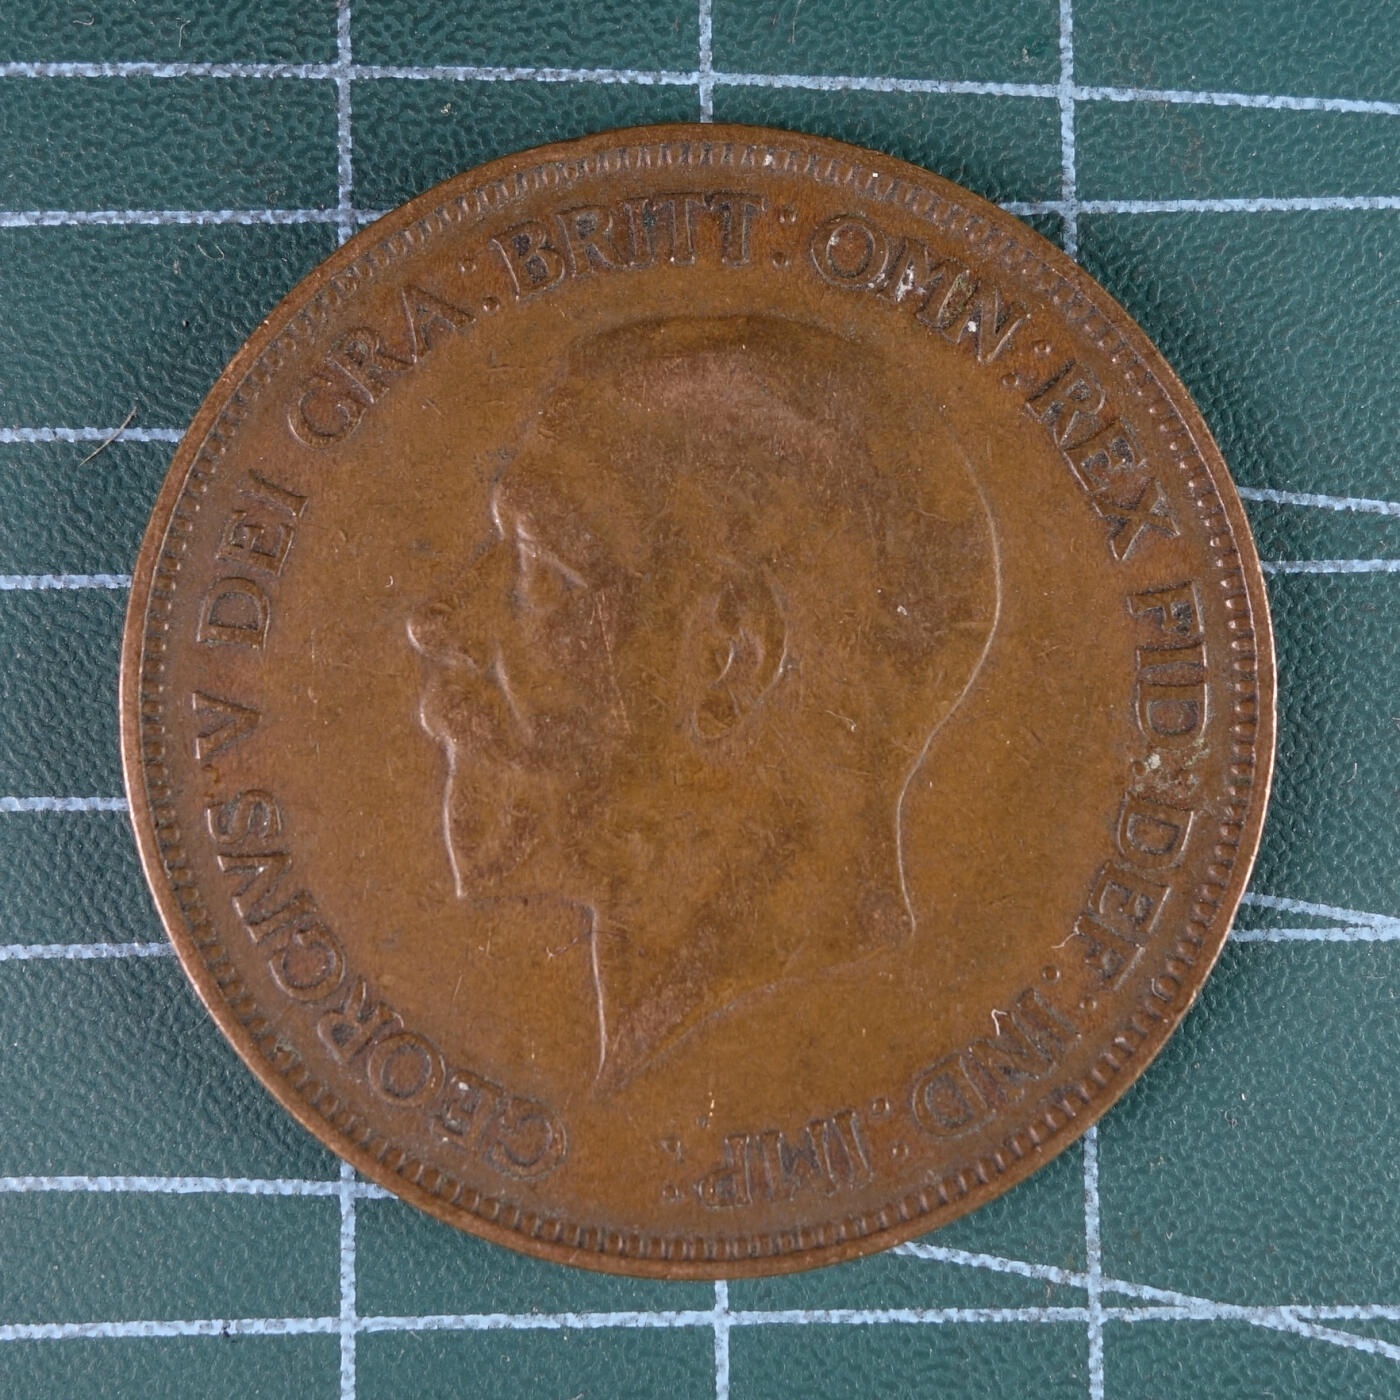 GEORGIVS V DEI GRA: BRITT: OMN: REX FID: DEF: IND: IMP: